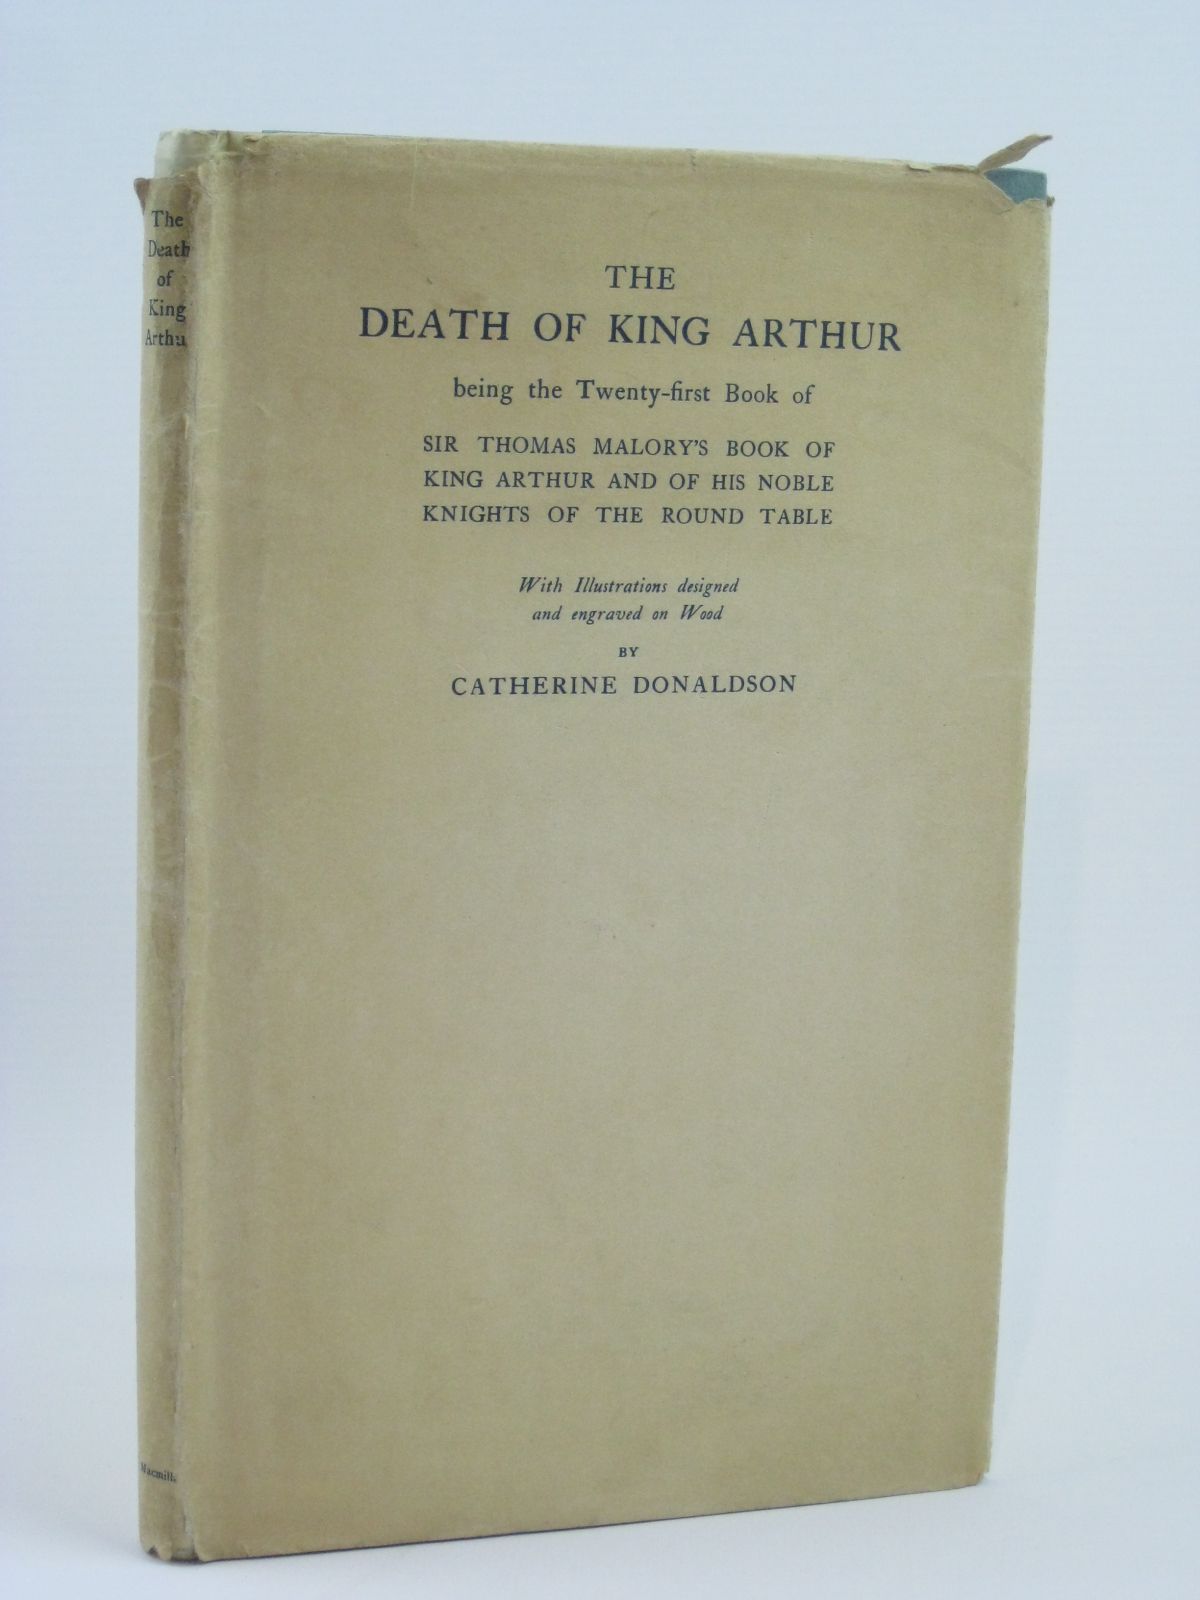 The
Death
of
King
Arthu
THE
DEATH OF KING ARTHUR
being the Twenty-first Book of
SIR THOMAS MALORY'S BOOK OF
KING ARTHUR AND OF HIS NOBLE
KNIGHTS OF THE ROUND TABLE
With Illustrations designed
and engraved on Wood
BY
CATHERINE DONALDSON